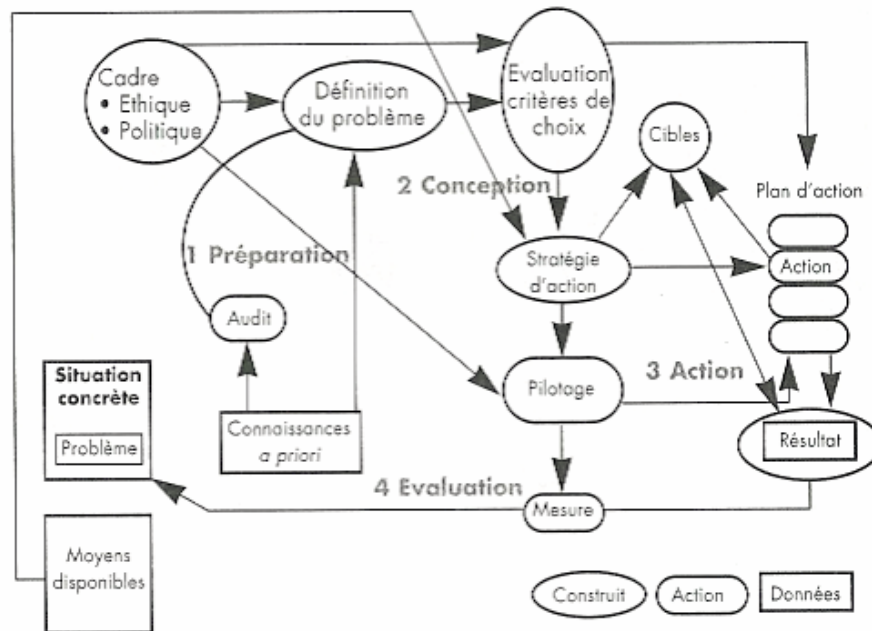 Cadre
• Ethique
• Politique
Définition
du problème
Evaluation
critères de
choix
Cibles
Plan d'action
2 Conception
1 Préparation
Stratégie
d'action
Action
Audit
Situation
concrète
Problème
Connaissances
a priori
Pilotage
3 Action
Résultat
4 Evaluation
Mesure
Moyens
disponibles
Construit
Action
Données